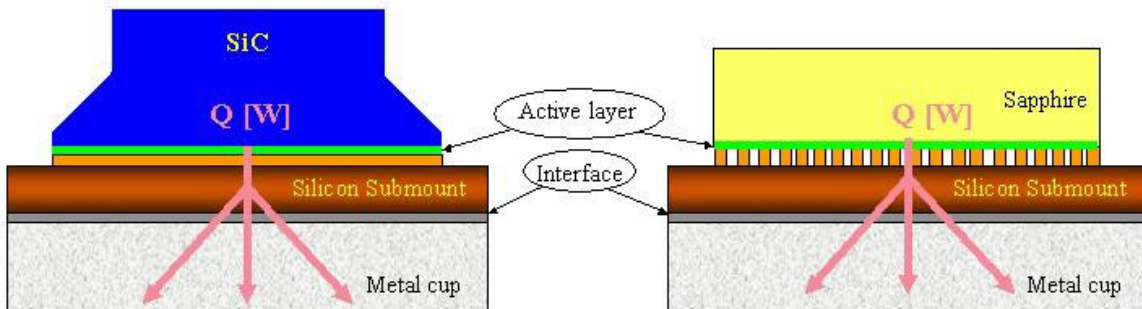 SiC
Q [W]
Active layer
Interface
Silicon Submount
Metal cup
Sapphire
Q [W]
Silicon Submount
Metal cup